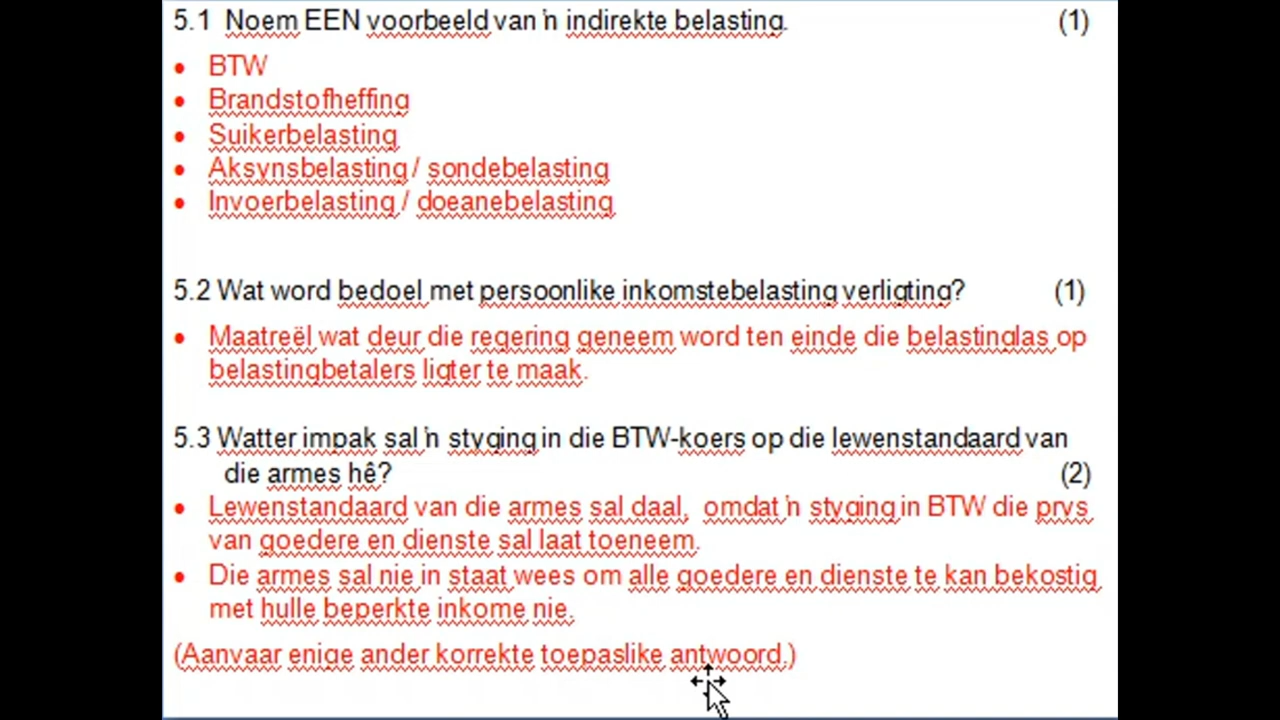 5.1 Noem EEN voorbeeld van 'n indirekte belasting. (1)
• BTW
• Brandstofheffing
• Suikerbelasting
• Aksynsbelasting / sondebelasting
• Invoerbelasting / doeanebelasting
5.2 Wat word bedoel met persoonlike inkomstebelasting verligting? (1)
• Maatreël wat deur die regering geneem word ten einde die belastinglas op
belastingbetalers ligter te maak.
5.3 Watter impak sal 'n styging in die BTW-koers op die lewenstandaard van
die armes hê? (2)
• Lewenstandaard van die armes sal daal, omdat 'n styging in BTW die prys
van goedere en dienste sal laat toeneem.
• Die armes sal nie in staat wees om alle goedere en dienste te kan bekostig
met hulle beperkte inkome nie.
(Aanvaar enige ander korrekte toepaslike antwoord.)